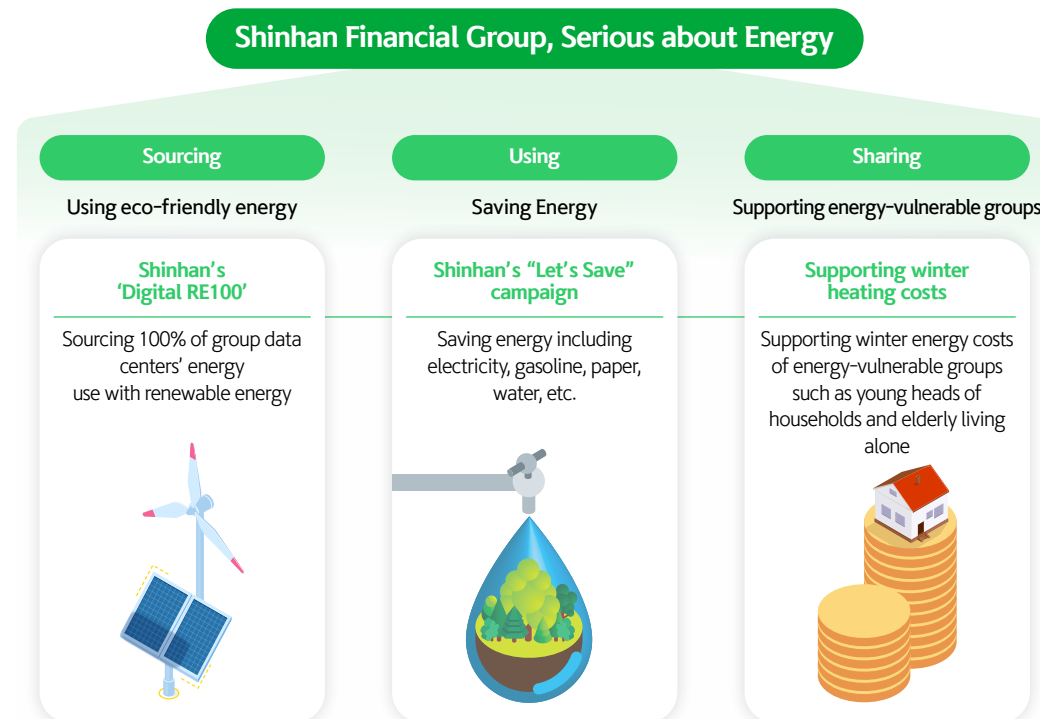 Shinhan Financial Group, Serious about Energy
Sourcing
Using eco-friendly energy
Shinhan's
'Digital RE100'
Sourcing 100% of group data
centers' energy
use with renewable energy
Using
Saving Energy
Shinhan's “Let's Save”
campaign
Saving energy including
electricity, gasoline, paper,
water, etc.
Sharing
Supporting energy-vulnerable groups
Supporting winter
heating costs
Supporting winter energy costs
of energy-vulnerable groups
such as young heads of
households and elderly living
alone